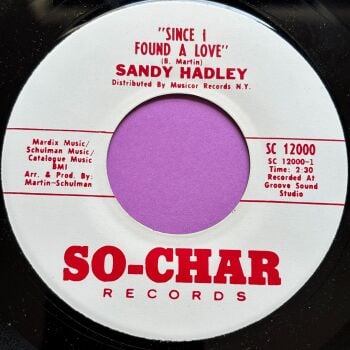 "SINCE I
FOUND A LOVE"
(B. Martin)
SANDY HADLEY
Distributed By Musicor Records N.Y.
Mardix Music/
Schulman Music/
Catalogue Music
BMI
Arr. & Prod. By:
Martin-Schulman
SC 12000
SC 12000-1
Time: 2:30
Recorded At
Groove Sound
Studio
SO-CHAR
RECORDS